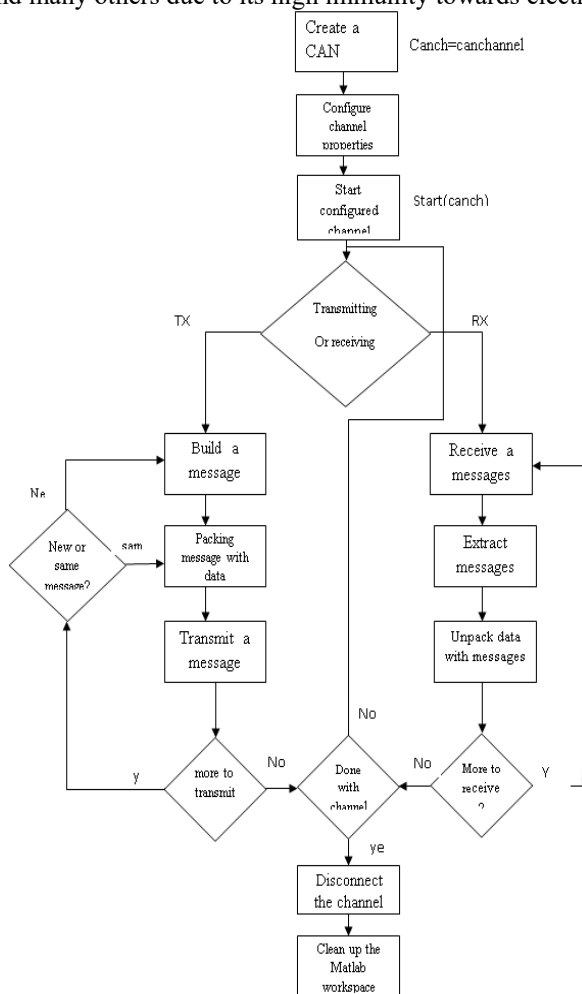 nd many others due to its high immunity towards electr
Create a
CAN
Canch=canchannel
Configure
channel
properties
Start
configured
channel
Start(canch)
Transmitting
Or receiving
TX
RX
Build a
message
Receive a
messages
Ne
New or
same
message?
sam
Packing
message with
data
Extract
messages
Transmit a
message
Unpack data
with messages
No
more to
transmit
y
No
Done
with
channel
No
More to
receive
?
Y
ye
Disconnect
the channel
Clean up the
Matlab
workspace